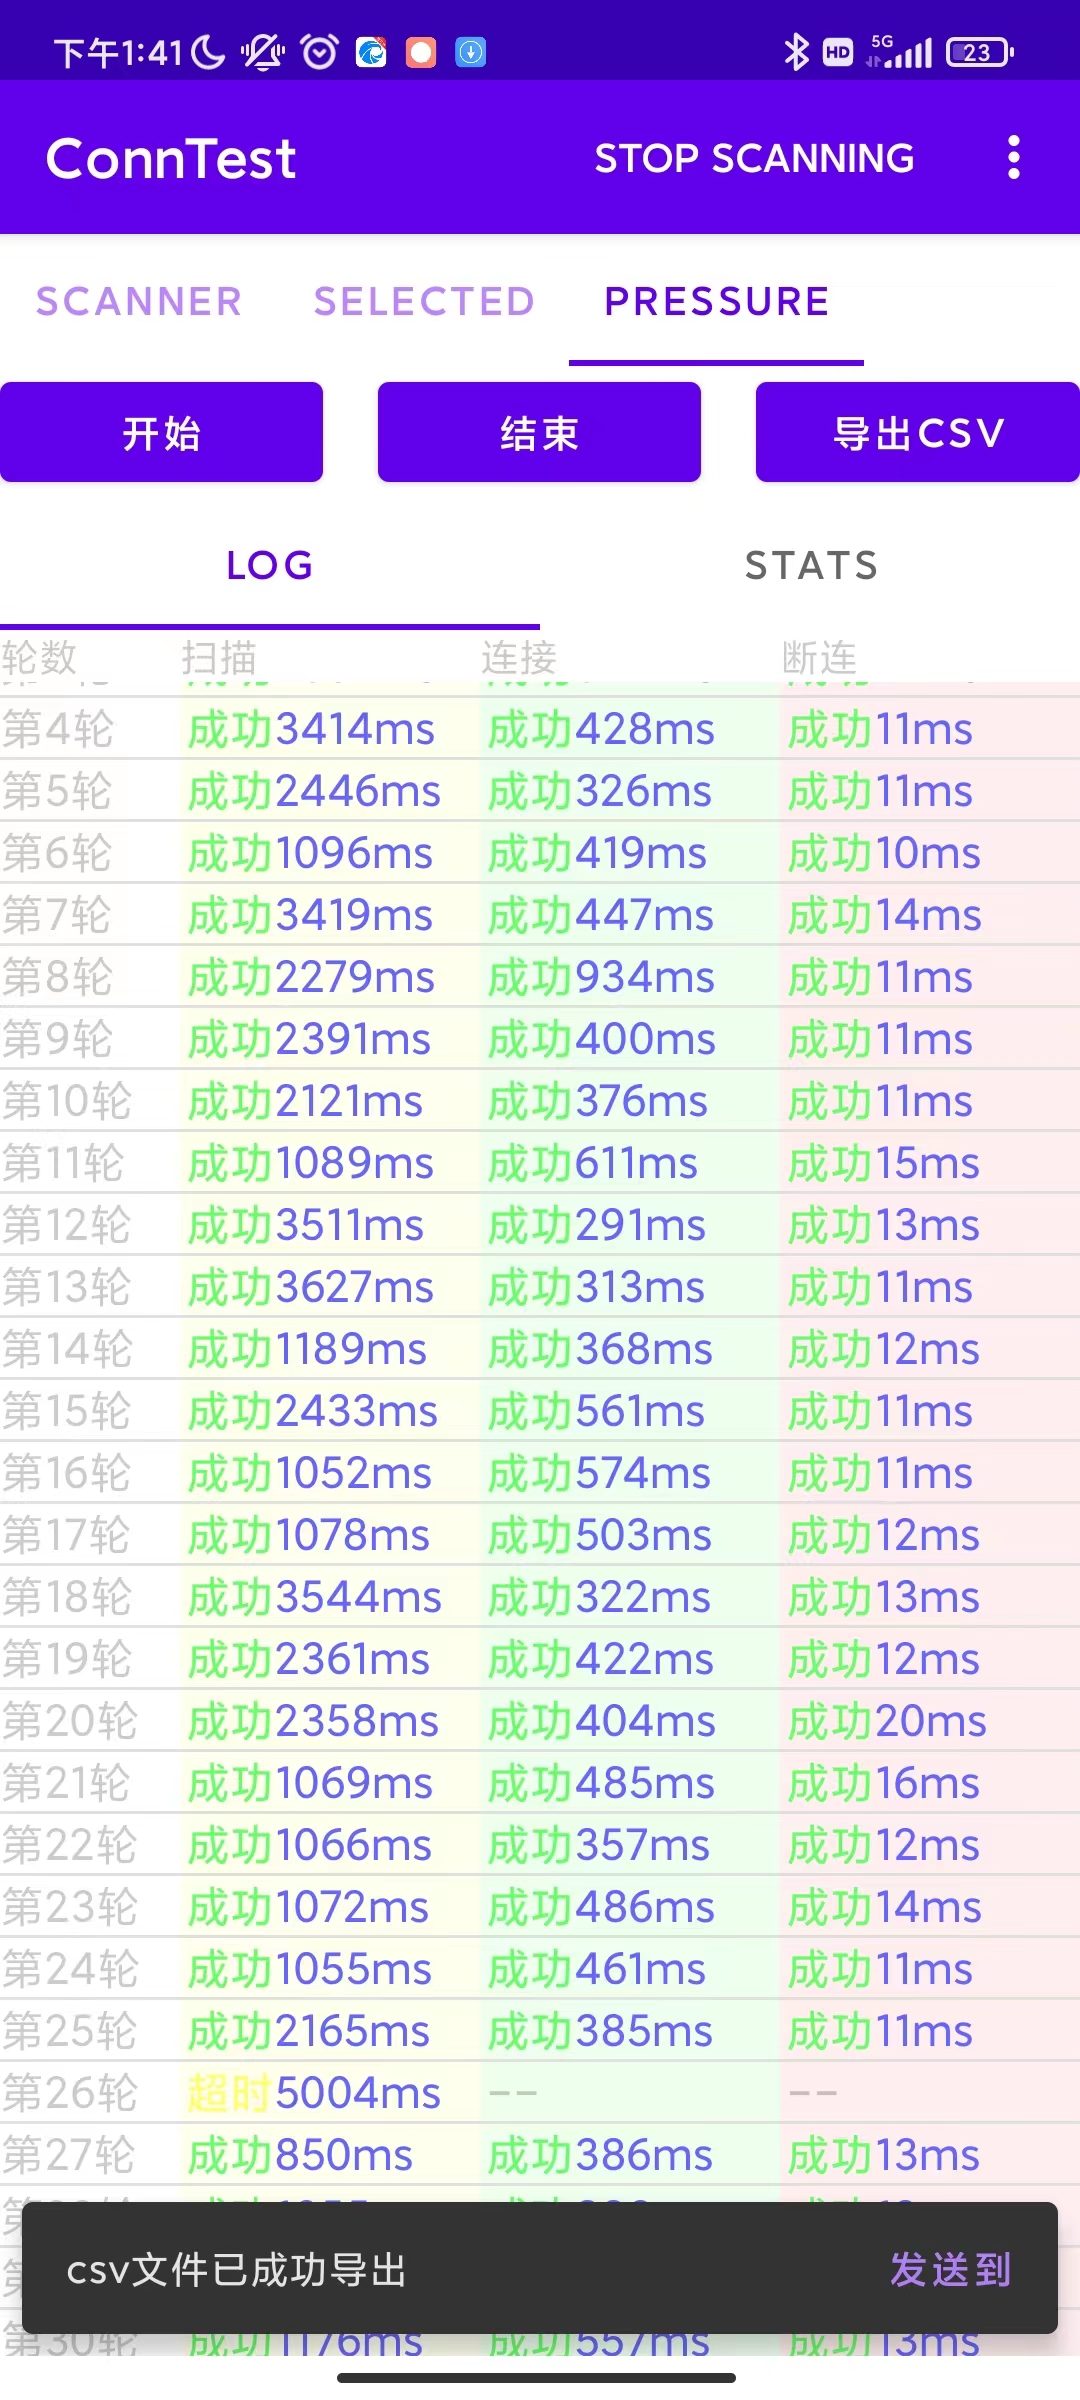 下午1:41 HD 5G 23
ConnTest STOP SCANNING
SCANNER SELECTED PRESSURE
开始 结束 导出CSV
LOG STATS
轮数 扫描 连接 断连
第4轮 成功3414ms 成功428ms 成功11ms
第5轮 成功2446ms 成功326ms 成功11ms
第6轮 成功1096ms 成功419ms 成功10ms
第7轮 成功3419ms 成功447ms 成功14ms
第8轮 成功2279ms 成功934ms 成功11ms
第9轮 成功2391ms 成功400ms 成功11ms
第10轮 成功2121ms 成功376ms 成功11ms
第11轮 成功1089ms 成功611ms 成功15ms
第12轮 成功3511ms 成功291ms 成功13ms
第13轮 成功3627ms 成功313ms 成功11ms
第14轮 成功1189ms 成功368ms 成功12ms
第15轮 成功2433ms 成功561ms 成功11ms
第16轮 成功1052ms 成功574ms 成功11ms
第17轮 成功1078ms 成功503ms 成功12ms
第18轮 成功3544ms 成功322ms 成功13ms
第19轮 成功2361ms 成功422ms 成功12ms
第20轮 成功2358ms 成功404ms 成功20ms
第21轮 成功1069ms 成功485ms 成功16ms
第22轮 成功1066ms 成功357ms 成功12ms
第23轮 成功1072ms 成功486ms 成功14ms
第24轮 成功1055ms 成功461ms 成功11ms
第25轮 成功2165ms 成功385ms 成功11ms
第26轮 超时5004ms -- --
第27轮 成功850ms 成功386ms 成功13ms
csv文件已成功导出 发送到
第30轮 成功1176ms 成功557ms 成功13ms